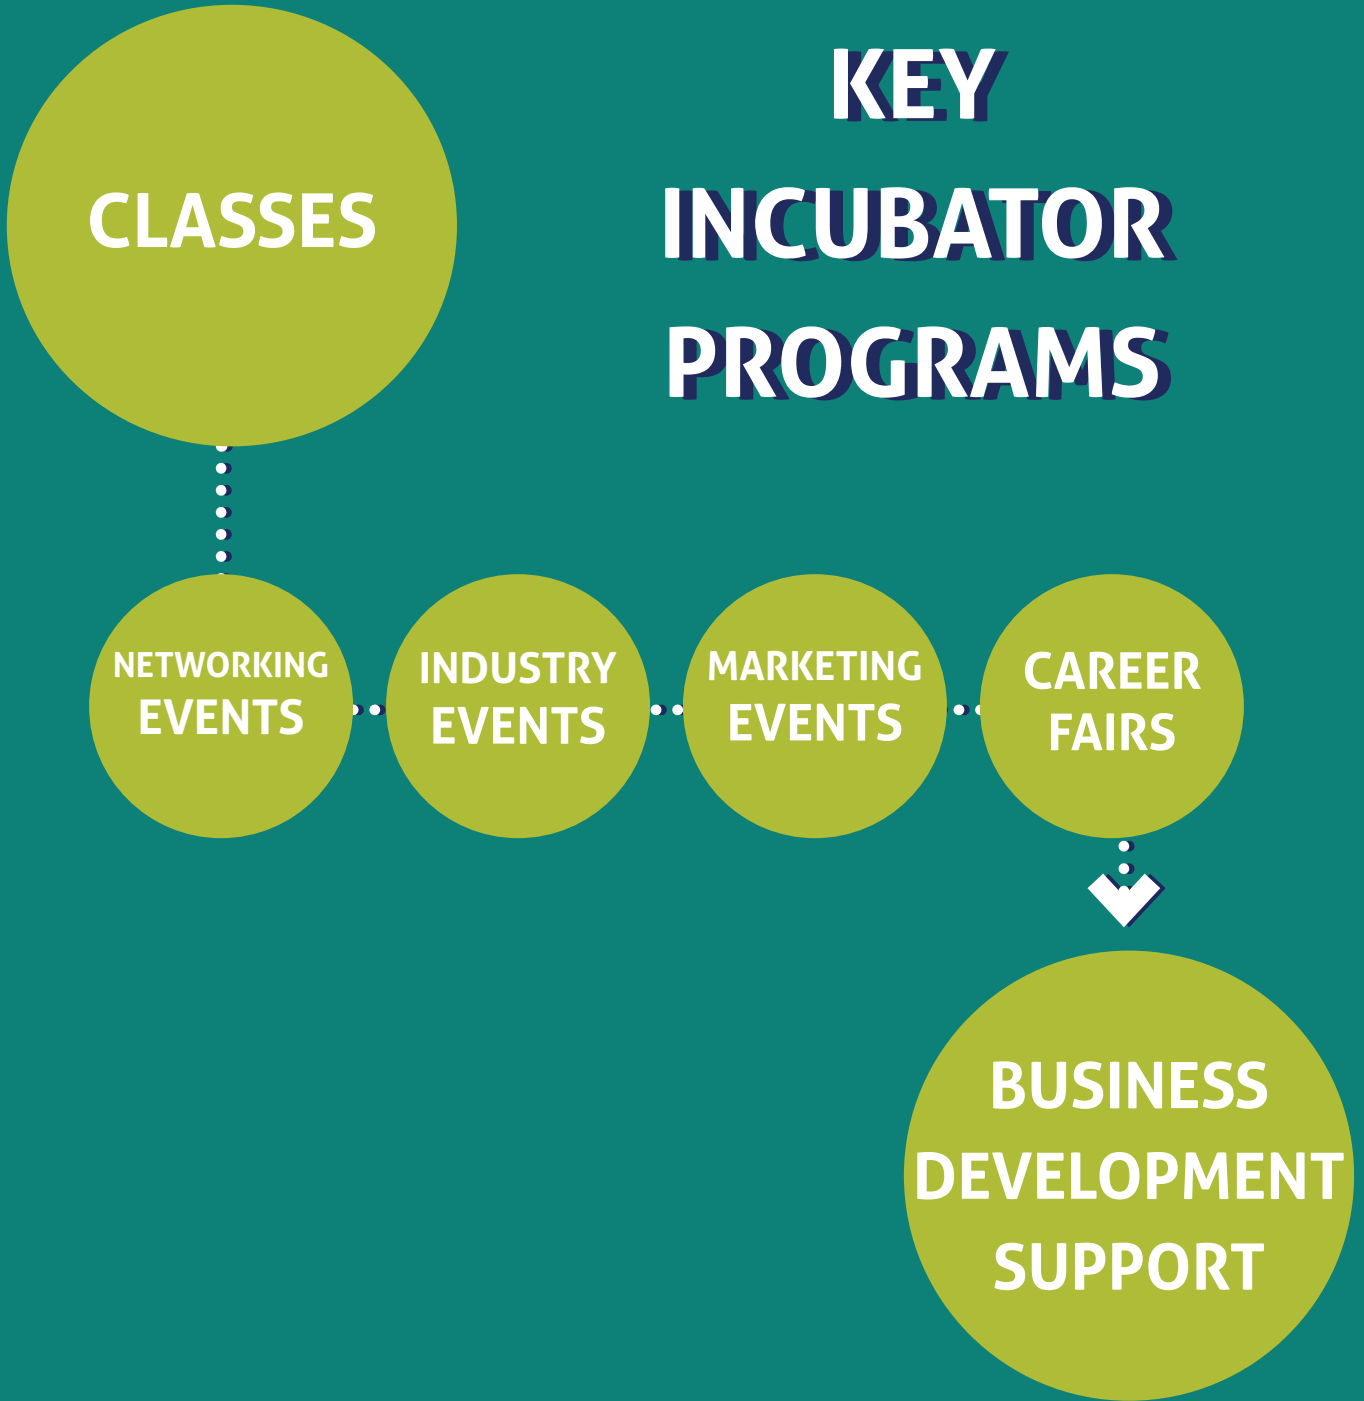 KEY
INCUBATOR
PROGRAMS
CLASSES
NETWORKING
EVENTS
INDUSTRY
EVENTS
MARKETING
EVENTS
CAREER
FAIRS
BUSINESS
DEVELOPMENT
SUPPORT